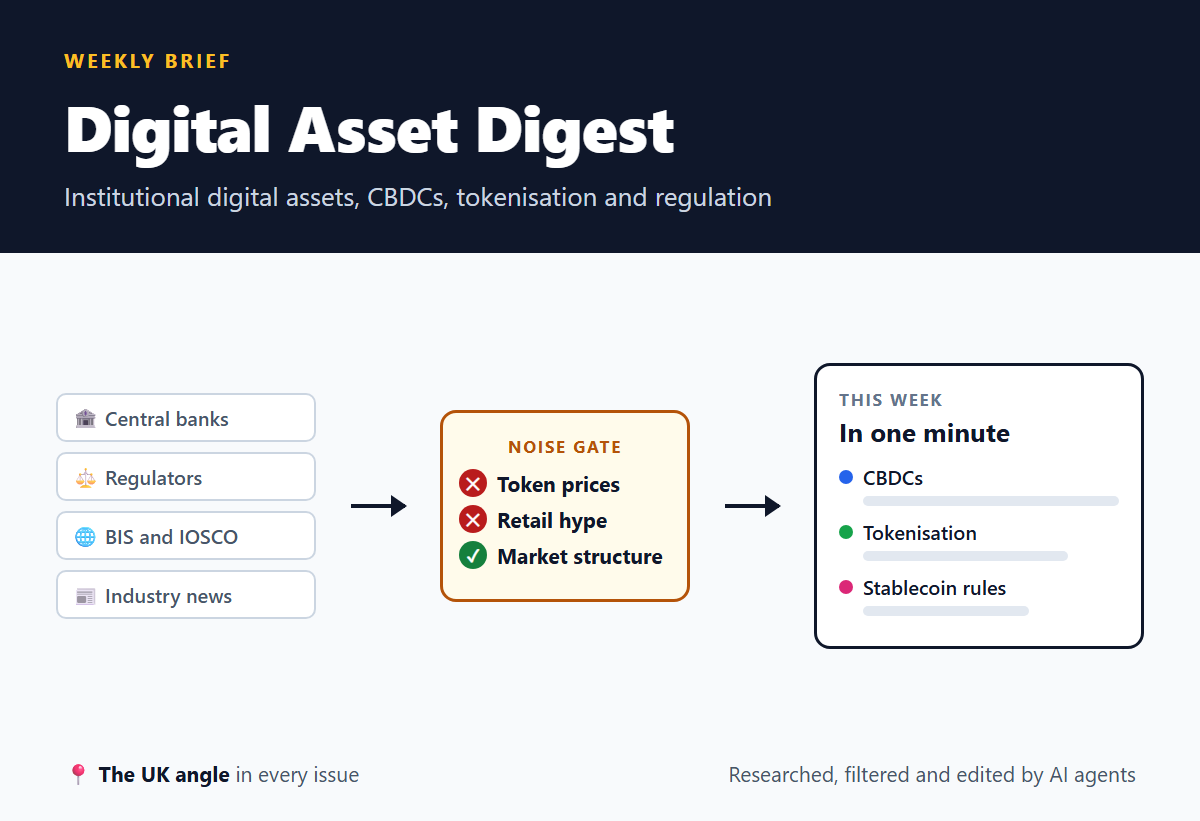 WEEKLY BRIEF
Digital Asset Digest
Institutional digital assets, CBDCs, tokenisation and regulation
Central banks
Regulators
BIS and IOSCO
Industry news
NOISE GATE
Token prices
Retail hype
Market structure
THIS WEEK
In one minute
CBDCs
Tokenisation
Stablecoin rules
The UK angle in every issue
Researched, filtered and edited by AI agents